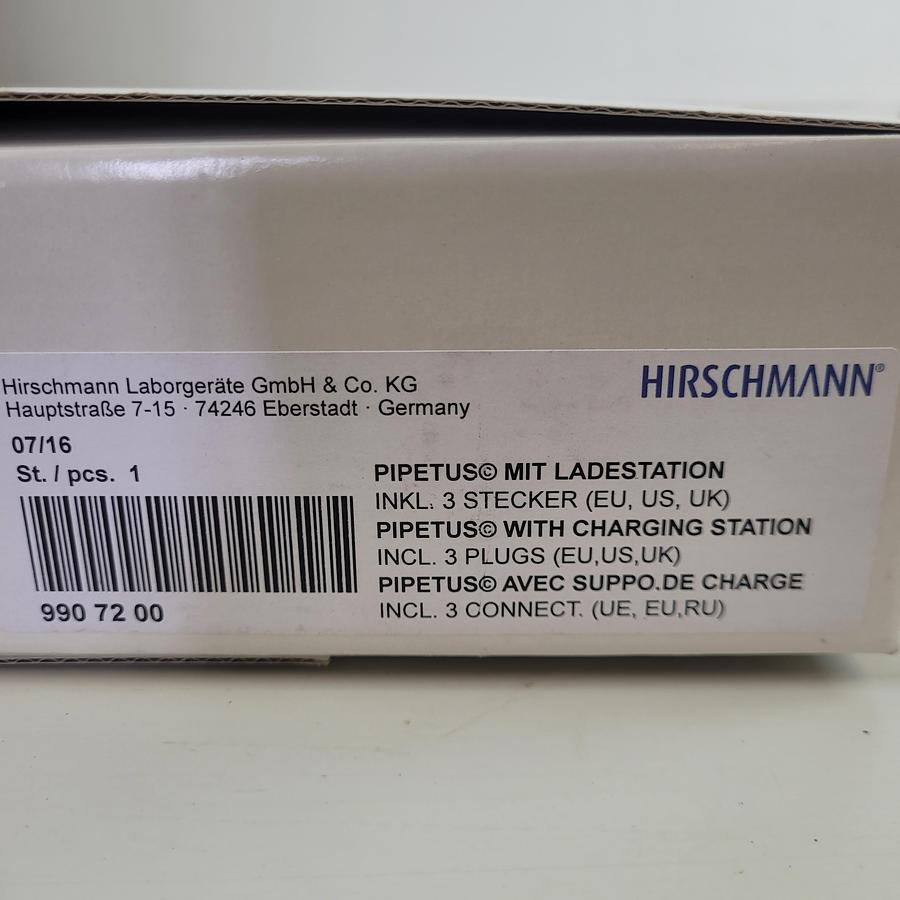 Hirschmann Laborgeräte GmbH & Co. KG
Hauptstraße 7-15 · 74246 Eberstadt · Germany
HIRSCHMANN®
07/16
St. / pcs. 1
990 72 00
PIPETUS© MIT LADESTATION
INKL. 3 STECKER (EU, US, UK)
PIPETUS© WITH CHARGING STATION
INCL. 3 PLUGS (EU,US,UK)
PIPETUS© AVEC SUPPO.DE CHARGE
INCL. 3 CONNECT. (UE, EU,RU)